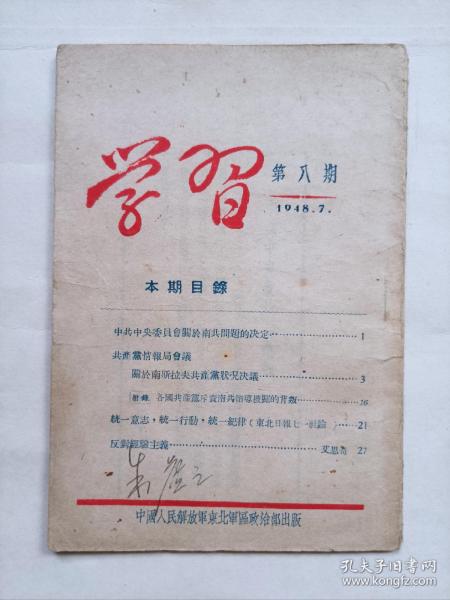 学習
第八期
1948.7.
本期目錄
中共中央委員會關於南共問題的決定 1
共產黨情報局會議
關於南斯拉夫共產黨狀況決議 3
附錄 各國共產黨斥責南共領導機關的背叛 16
統一意志，統一行動，統一紀律（東北日報七一社論） 21
反對經驗主義 艾思奇 27
中國人民解放軍東北軍區政治部出版
孔夫子旧书网